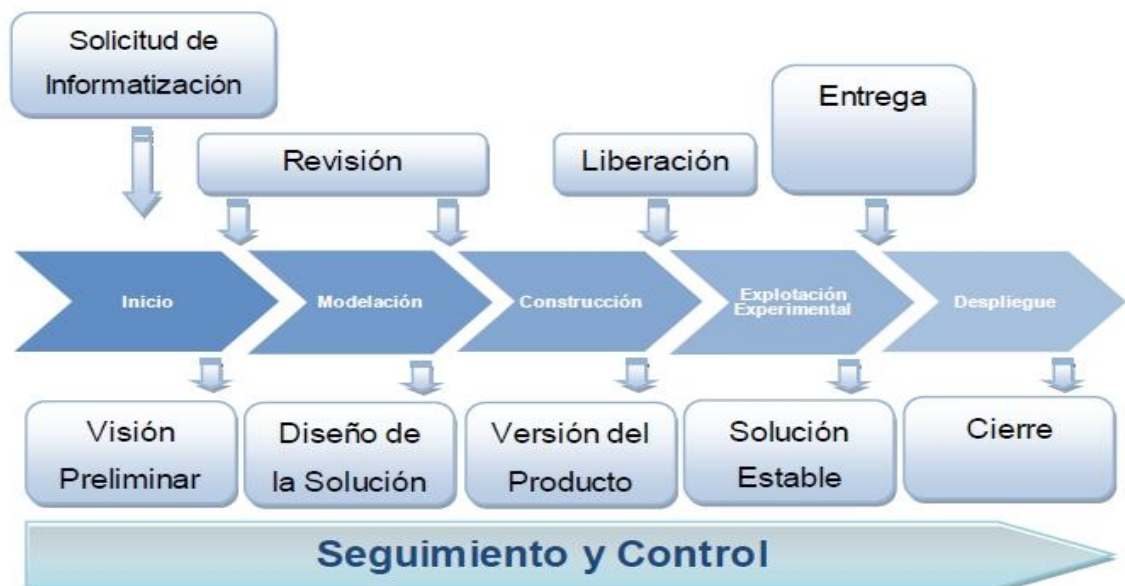 Solicitud de
Informatización
Entrega
Revisión
Liberación
Inicio
Modelación
Construcción
Explotación
Experimental
Despliegue
Visión
Preliminar
Diseño de
la Solución
Versión del
Producto
Solución
Estable
Cierre
Seguimiento y Control